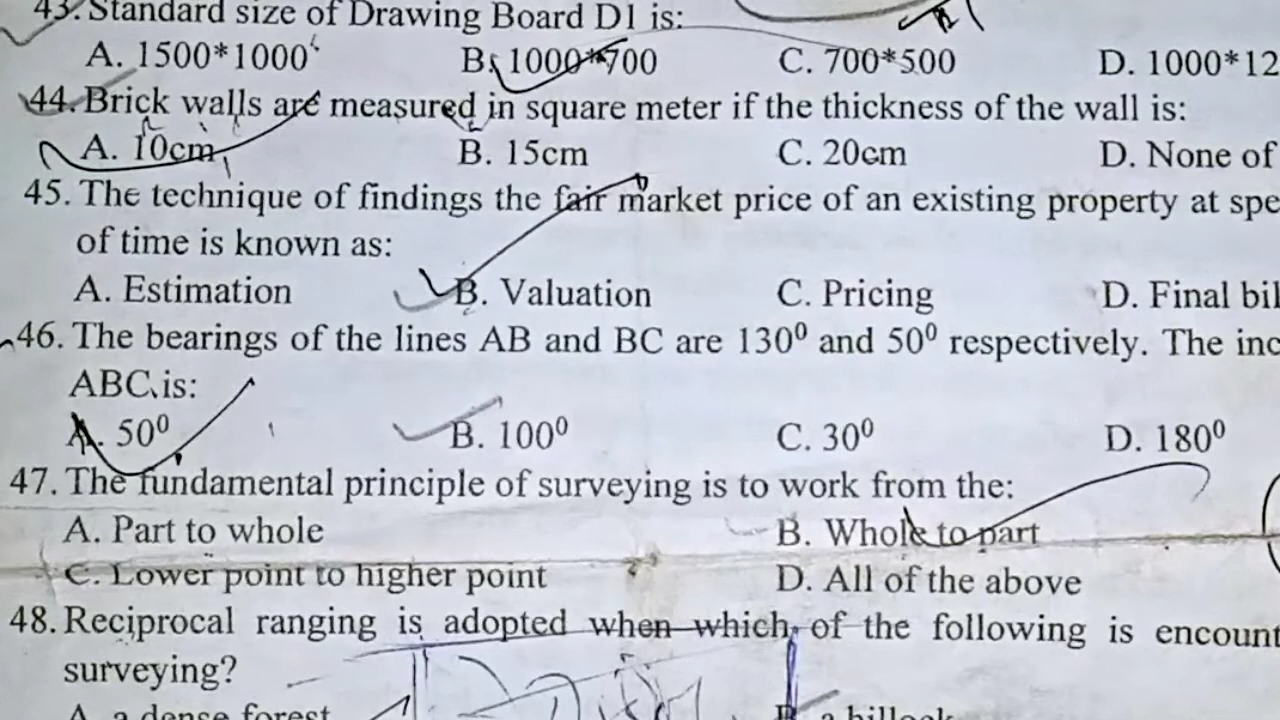 43. Standard size of Drawing Board D1 is:
A. 1500*1000 B. 1000*700 C. 700*500 D. 1000*12
44. Brick walls are measured in square meter if the thickness of the wall is:
A. 10cm B. 15cm C. 20cm D. None of
45. The technique of findings the fair market price of an existing property at spe
of time is known as:
A. Estimation B. Valuation C. Pricing D. Final bil
46. The bearings of the lines AB and BC are 130⁰ and 50⁰ respectively. The inc
ABC is:
A. 50⁰ B. 100⁰ C. 30⁰ D. 180⁰
47. The fundamental principle of surveying is to work from the:
A. Part to whole B. Whole to part
C. Lower point to higher point D. All of the above
48. Reciprocal ranging is adopted when which of the following is encount
surveying?
A. a dense forest B. a hillock